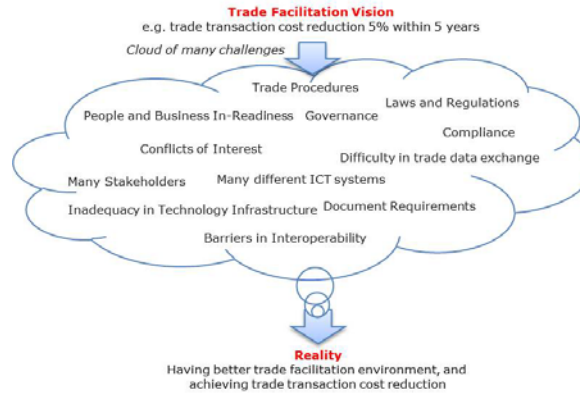 Trade Facilitation Vision
e.g. trade transaction cost reduction 5% within 5 years
Cloud of many challenges
Trade Procedures
Laws and Regulations
People and Business In-Readiness
Governance
Compliance
Conflicts of Interest
Difficulty in trade data exchange
Many Stakeholders
Many different ICT systems
Inadequacy in Technology Infrastructure
Document Requirements
Barriers in Interoperability
Reality
Having better trade facilitation environment, and
achieving trade transaction cost reduction